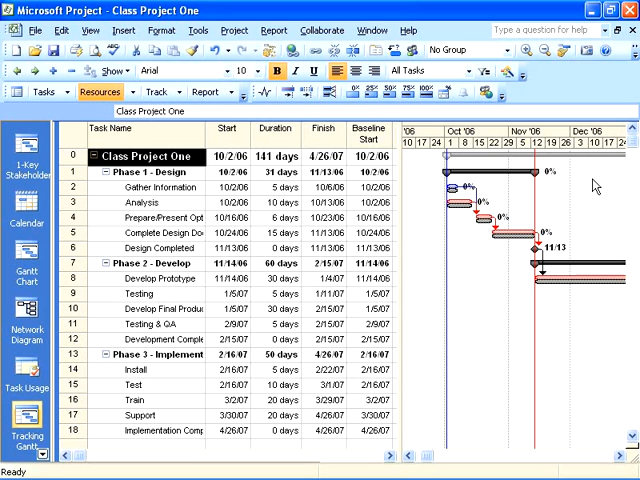 Microsoft Project - Class Project One
File Edit View Insert Format Tools Project Report Collaborate Window Help Type a question for help
No Group
Show Arial 10 B I U All Tasks
Tasks Resources Track Report 0% 25% 50% 75% 100%
Class Project One
Task Name Start Duration Finish Baseline Start
'06 Oct '06 Nov '06 Dec '06
10 17 24 1 8 15 22 29 5 12 19 26 3 10 17 24
0 Class Project One 10/2/06 141 days 4/26/07 10/2/06
1 Phase 1 - Design 10/2/06 31 days 11/13/06 10/2/06 0%
2 Gather Information 10/2/06 5 days 10/6/06 10/2/06 0%
3 Analysis 10/2/06 10 days 10/13/06 10/2/06 0%
4 Prepare/Present Opt 10/16/06 6 days 10/23/06 10/16/06 0%
5 Complete Design Doc 10/24/06 15 days 11/13/06 10/24/06 0%
6 Design Completed 11/13/06 0 days 11/13/06 11/13/06 11/13
7 Phase 2 - Develop 11/14/06 60 days 2/15/07 11/14/06
8 Develop Prototype 11/14/06 30 days 1/4/07 11/14/06
9 Testing 1/5/07 5 days 1/11/07 1/5/07
10 Develop Final Produc 1/5/07 30 days 2/15/07 1/5/07
11 Testing & QA 2/9/07 5 days 2/15/07 2/9/07
12 Development Comple 2/15/07 0 days 2/15/07 2/15/07
13 Phase 3 - Implement 2/16/07 50 days 4/26/07 2/16/07
14 Install 2/16/07 5 days 2/22/07 2/16/07
15 Test 2/16/07 10 days 3/1/07 2/16/07
16 Train 3/2/07 20 days 3/29/07 3/2/07
17 Support 3/30/07 20 days 4/26/07 3/30/07
18 Implementation Comp 4/26/07 0 days 4/26/07 4/26/07
1-Key Stakeholder
Calendar
Gantt Chart
Network Diagram
Task Usage
Tracking Gantt
Ready